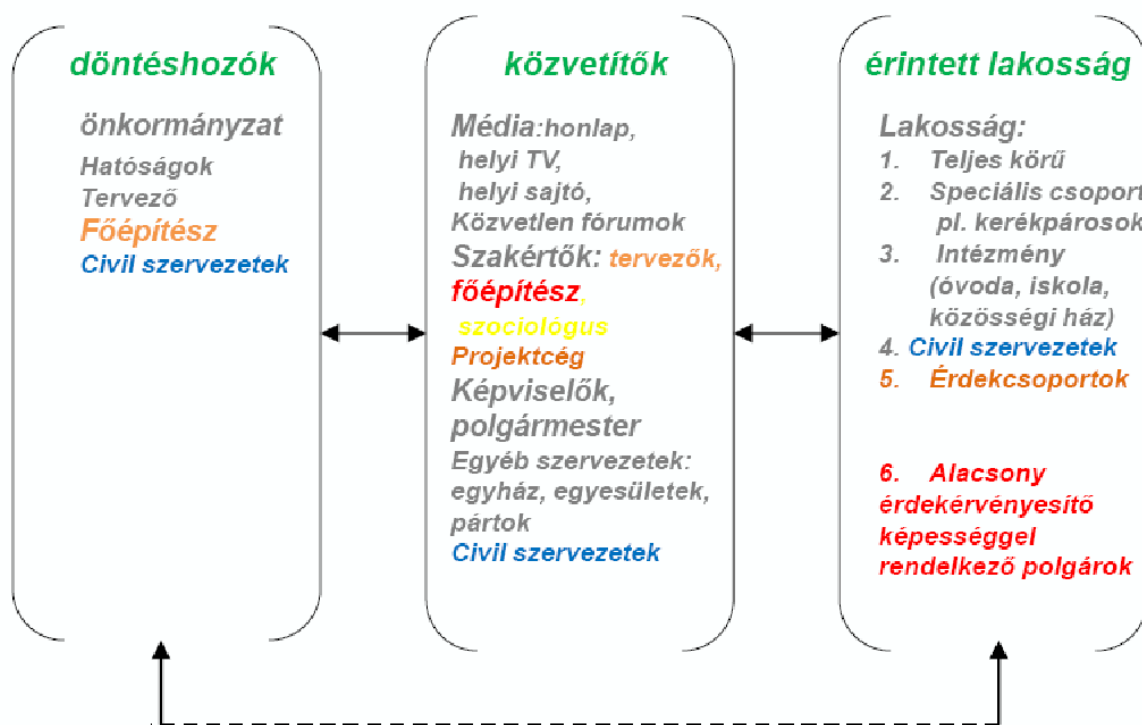 döntéshozók
önkormányzat
Hatóságok
Tervező
Főépítész
Civil szervezetek
közvetítők
Média:honlap,
helyi TV,
helyi sajtó,
Közvetlen fórumok
Szakértők: tervezők,
főépítész,
szociológus
Projektcég
Képviselők,
polgármester
Egyéb szervezetek:
egyház, egyesületek,
pártok
Civil szervezetek
érintett lakosság
Lakosság:
1. Teljes körű
2. Speciális csoport
pl. kerékpárosok
3. Intézmény
(óvoda, iskola,
közösségi ház)
4. Civil szervezetek
5. Érdekcsoportok
6. Alacsony
érdekérvényesítő
képességgel
rendelkező polgárok